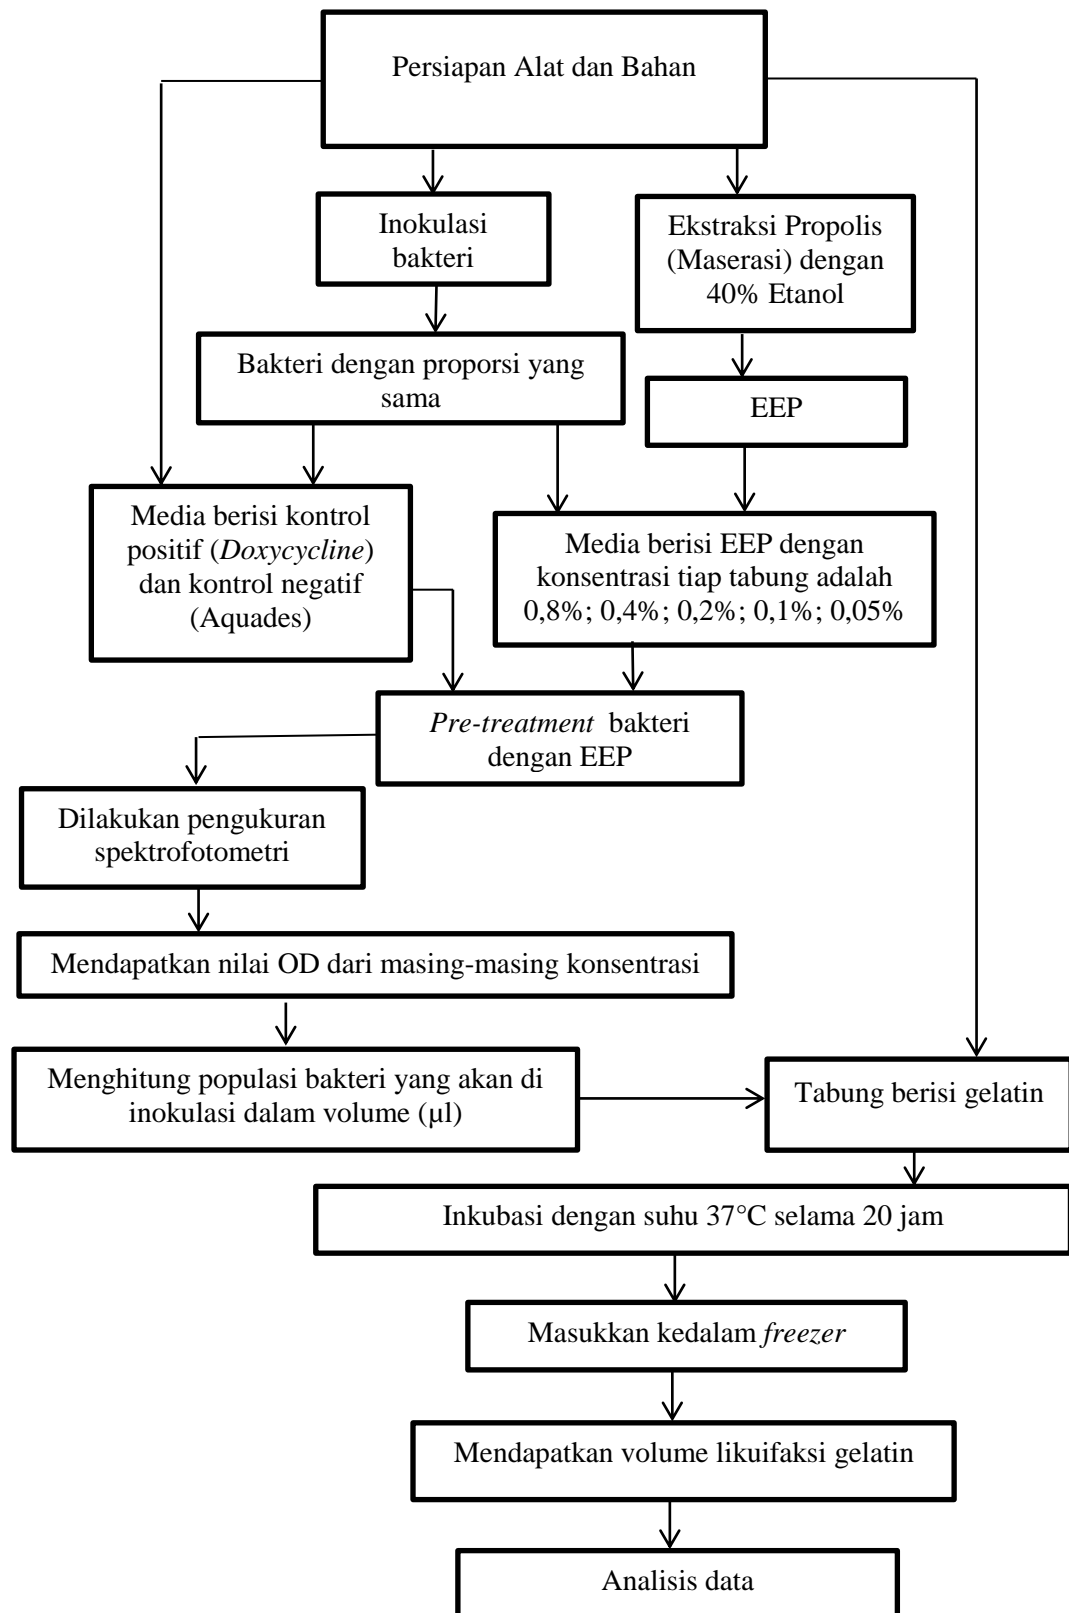 Persiapan Alat dan Bahan
Inokulasi
bakteri
Ekstraksi Propolis
(Maserasi) dengan
40% Etanol
Bakteri dengan proporsi yang
sama
EEP
Media berisi kontrol
positif (Doxycycline)
dan kontrol negatif
(Aquades)
Media berisi EEP dengan
konsentrasi tiap tabung adalah
0,8%; 0,4%; 0,2%; 0,1%; 0,05%
Pre-treatment bakteri
dengan EEP
Dilakukan pengukuran
spektrofotometri
Mendapatkan nilai OD dari masing-masing konsentrasi
Menghitung populasi bakteri yang akan di
inokulasi dalam volume (µl)
Tabung berisi gelatin
Inkubasi dengan suhu 37°C selama 20 jam
Masukkan kedalam freezer
Mendapatkan volume likuifaksi gelatin
Analisis data